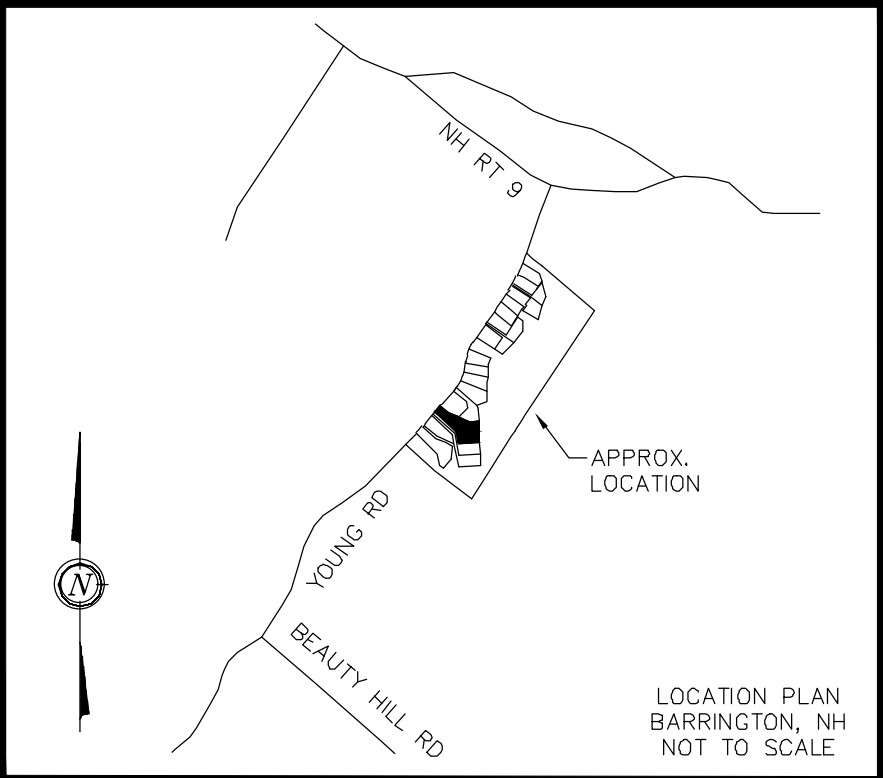 NH RT 9
APPROX.
LOCATION
YOUNG RD
N
BEAUTY HILL RD
LOCATION PLAN
BARRINGTON, NH
NOT TO SCALE